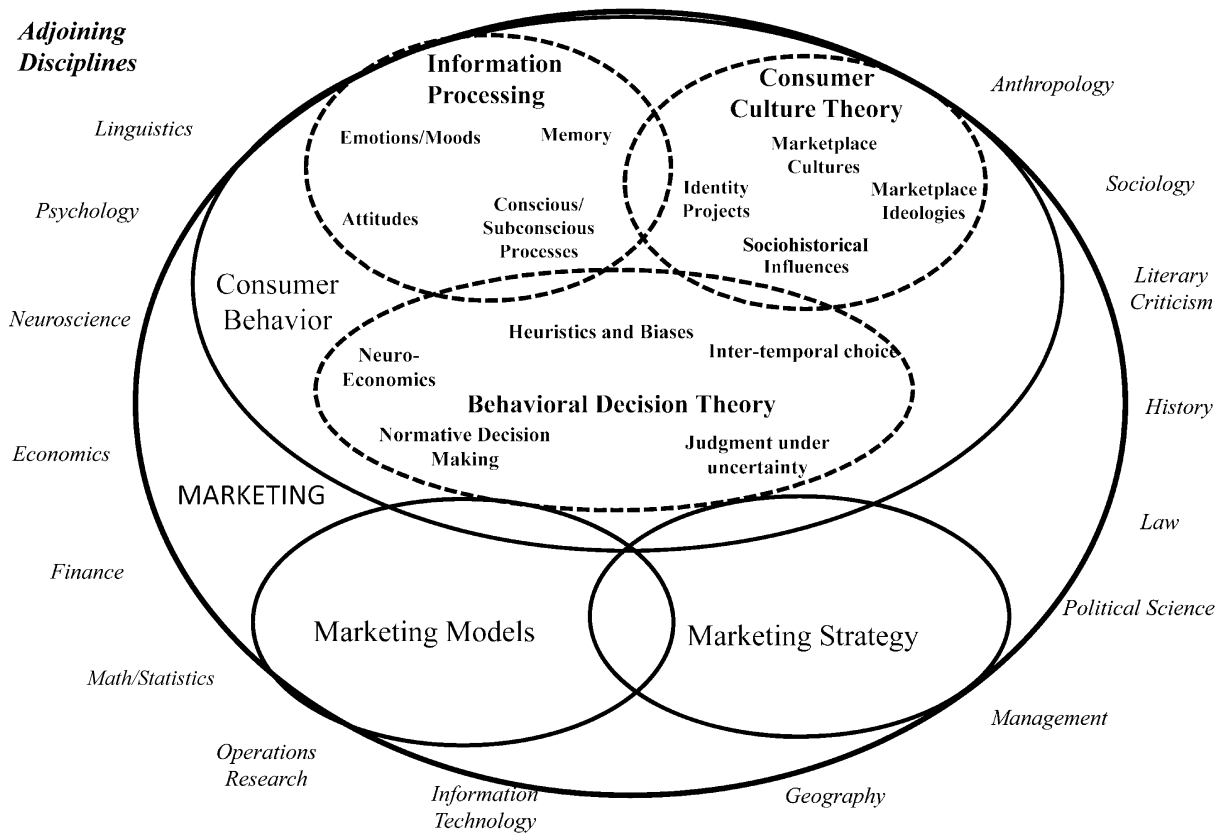 Adjoining
Disciplines
Information
Processing
Consumer
Culture Theory
Anthropology
Linguistics
Emotions/Moods
Memory
Marketplace
Cultures
Identity
Projects
Marketplace
Ideologies
Sociology
Psychology
Attitudes
Conscious/
Subconscious
Processes
Sociohistorical
Influences
Literary
Criticism
Consumer
Behavior
Neuroscience
Heuristics and Biases
Inter-temporal choice
Neuro-
Economics
Behavioral Decision Theory
History
Normative Decision
Making
Judgment under
uncertainty
Economics
MARKETING
Law
Finance
Political Science
Marketing Models
Marketing Strategy
Math/Statistics
Management
Operations
Research
Information
Technology
Geography